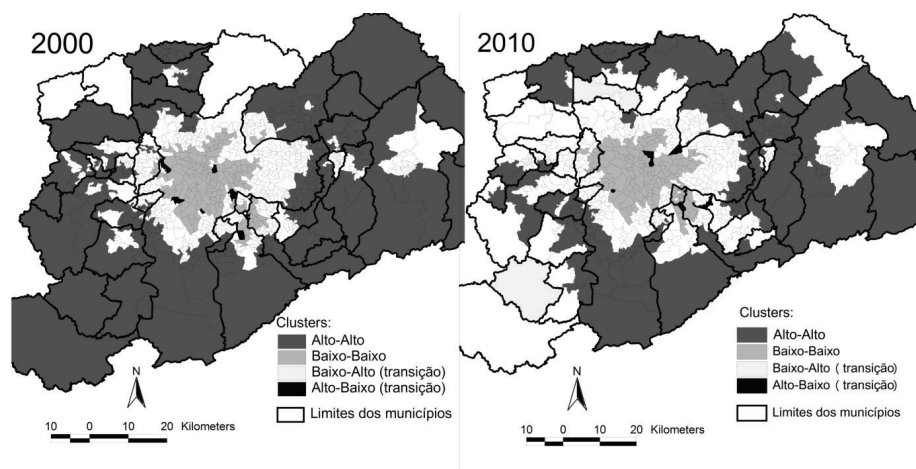 2000
Clusters:
Alto-Alto
Baixo-Baixo
Baixo-Alto (transição)
Alto-Baixo (transição)
Limites dos municípios
N
10 0 10 20 Kilometers
2010
Clusters:
Alto-Alto
Baixo-Baixo
Baixo-Alto ( transição)
Alto-Baixo ( transição)
Limites dos municípios
N
10 0 10 20 Kilometers